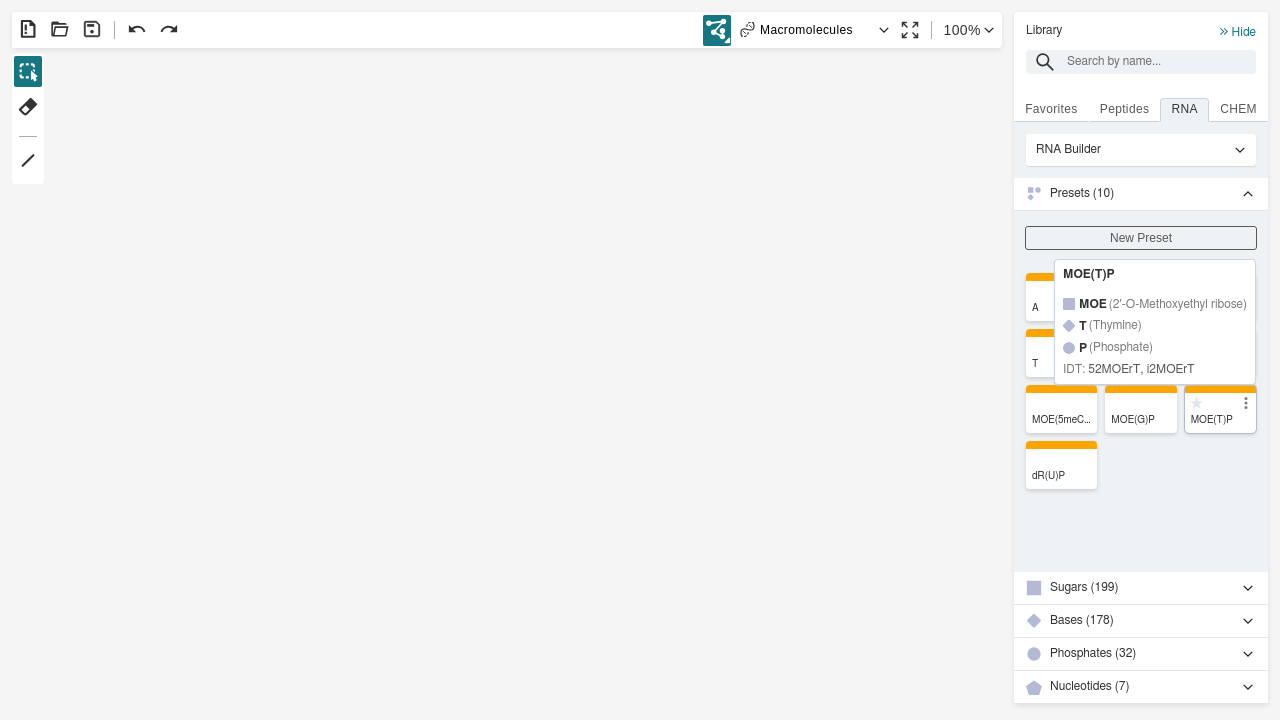 Macromolecules
100%
Library
Hide
Search by name...
Favorites
Peptides
RNA
CHEM
RNA Builder
Presets (10)
New Preset
A
T
MOE(T)P
MOE (2'-O-Methoxyethyl ribose)
T (Thymine)
P (Phosphate)
IDT: 52MOErT, i2MOErT
MOE(5meC...
MOE(G)P
MOE(T)P
dR(U)P
Sugars (199)
Bases (178)
Phosphates (32)
Nucleotides (7)